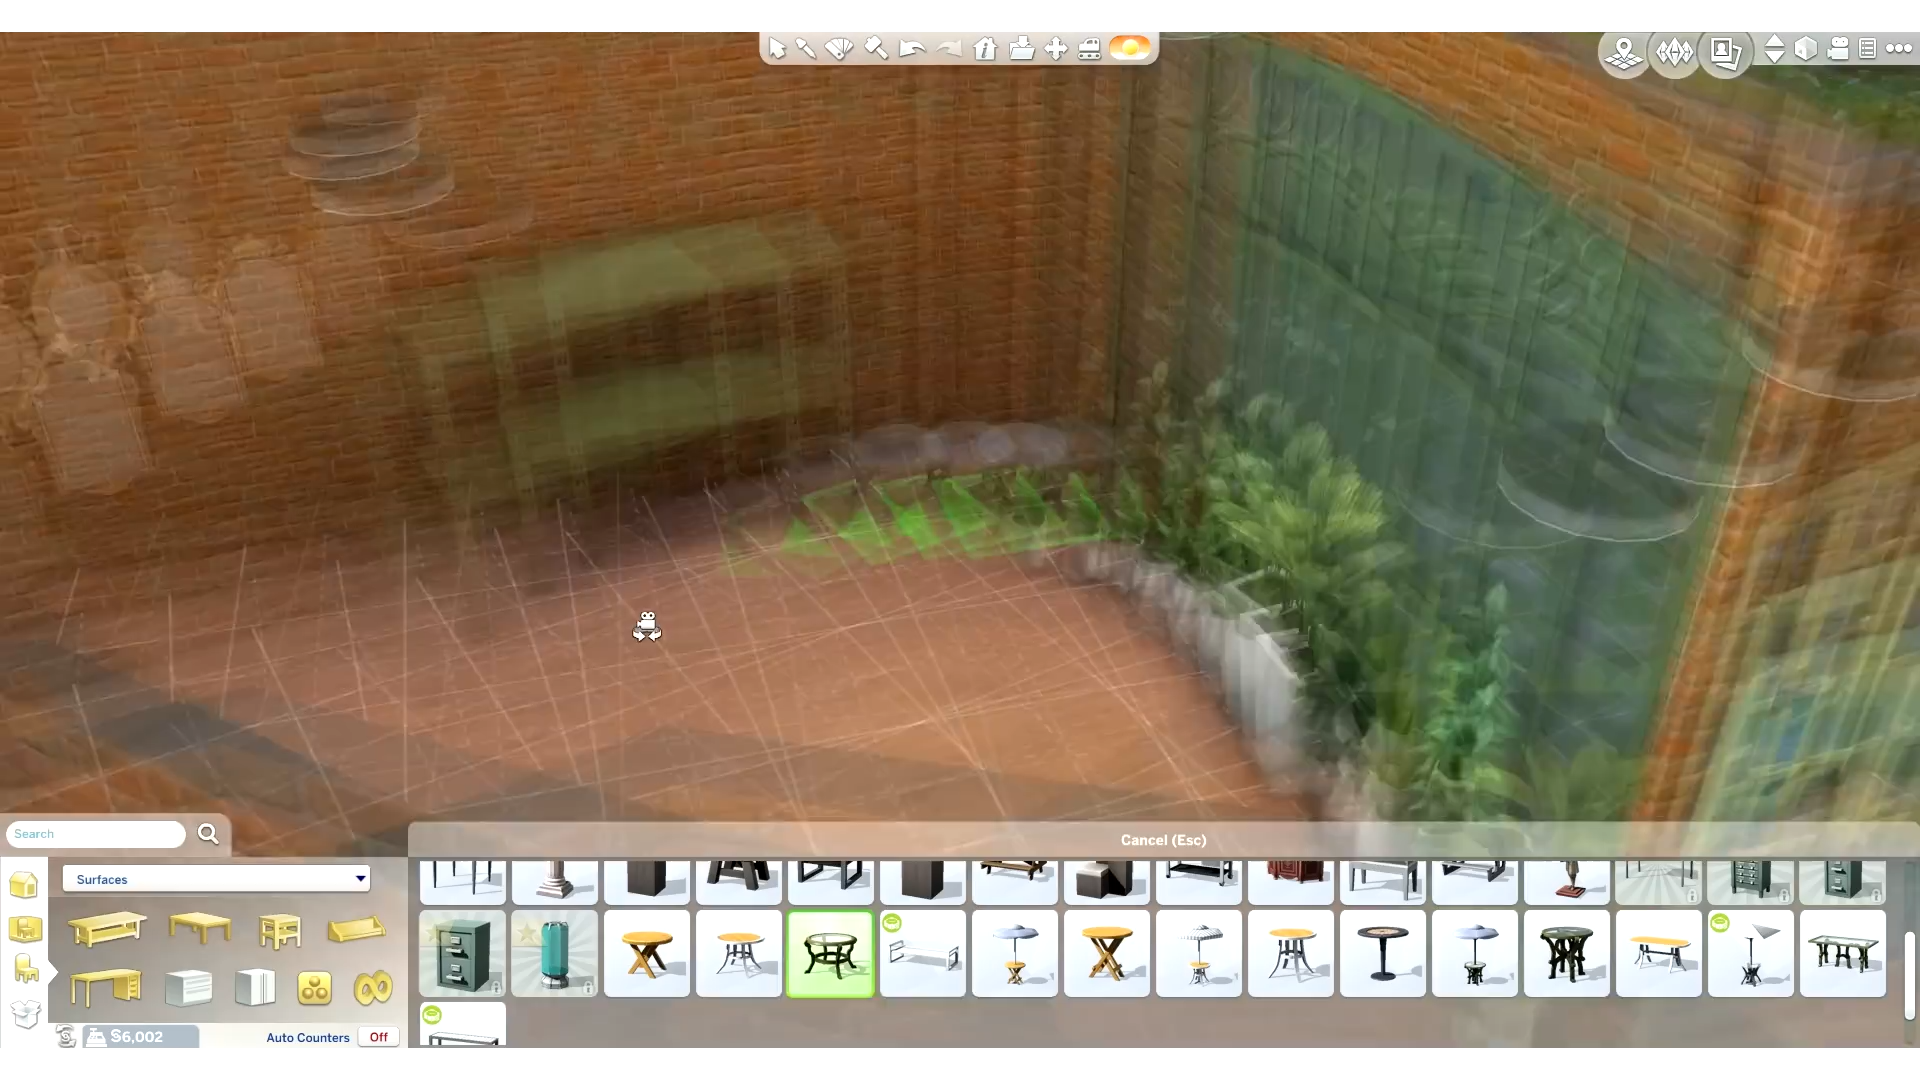 Cancel (Esc)
Search
Surfaces
§6,002
Auto Counters
Off